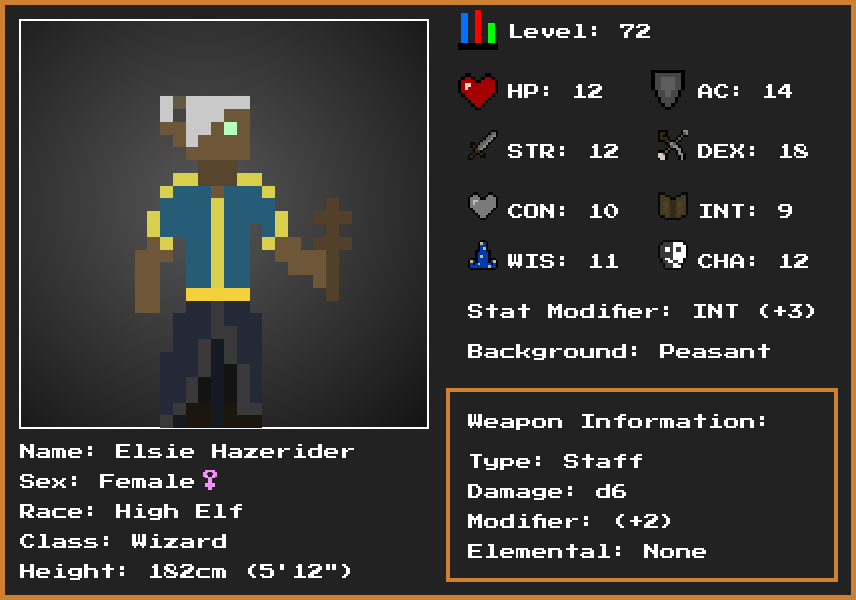 Level: 72
HP: 12 AC: 14
STR: 12 DEX: 18
CON: 10 INT: 9
WIS: 11 CHA: 12
Stat Modifier: INT (+3)
Background: Peasant
Weapon Information:
Type: Staff
Damage: d6
Modifier: (+2)
Elemental: None
Name: Elsie Hazerider
Sex: Female♀
Race: High Elf
Class: Wizard
Height: 182cm (5'12")